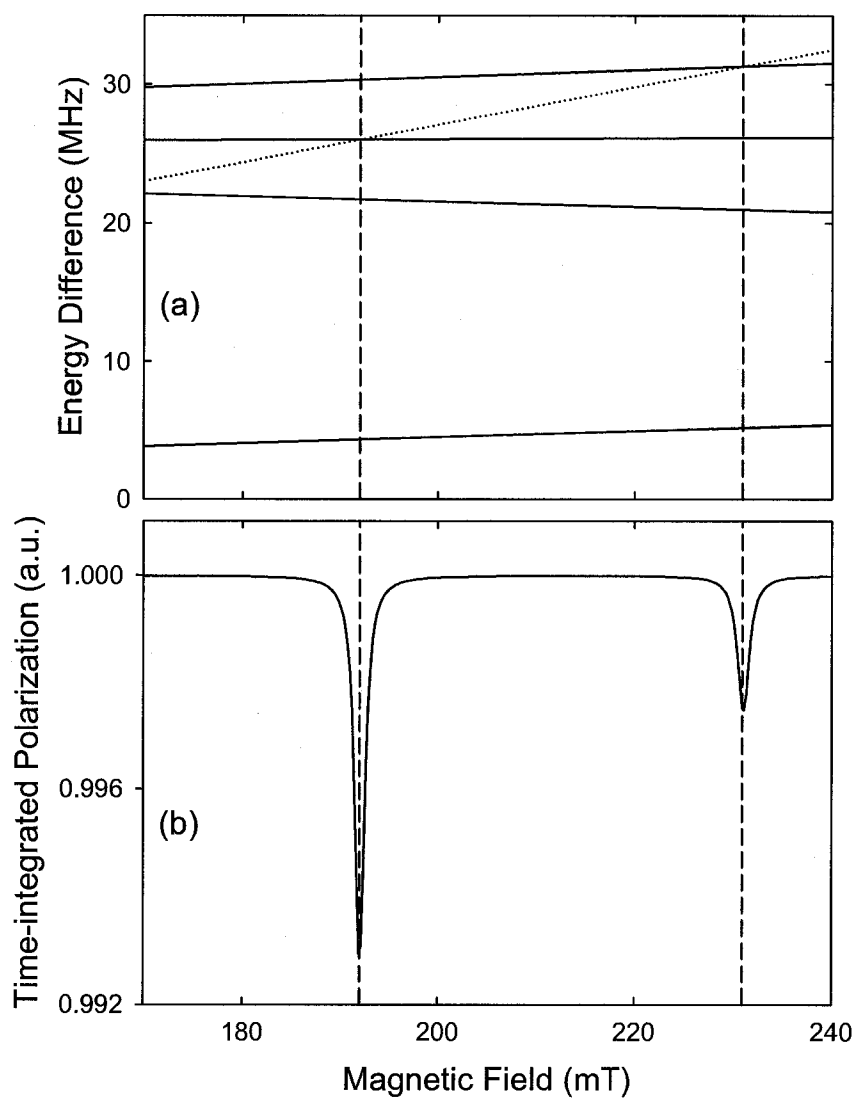 Energy Difference (MHz)
30
20
10
0
(a)
Time-integrated Polarization (a.u.)
1.000
0.996
0.992
(b)
180
200
220
240
Magnetic Field (mT)